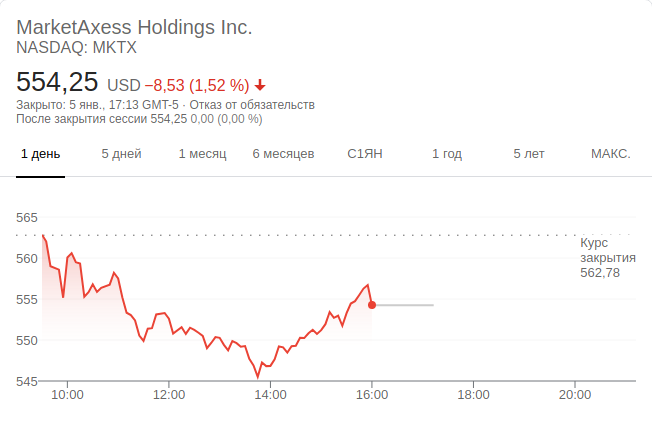 MarketAxess Holdings Inc.
NASDAQ: MKTX
554,25 USD −8,53 (1,52 %)
Закрыто: 5 янв., 17:13 GMT-5 · Отказ от обязательств
После закрытия сессии 554,25 0,00 (0,00 %)
1 день 5 дней 1 месяц 6 месяцев С1ЯН 1 год 5 лет МАКС.
565
560
555
550
545
Курс
закрытия
562,78
10:00 12:00 14:00 16:00 18:00 20:00